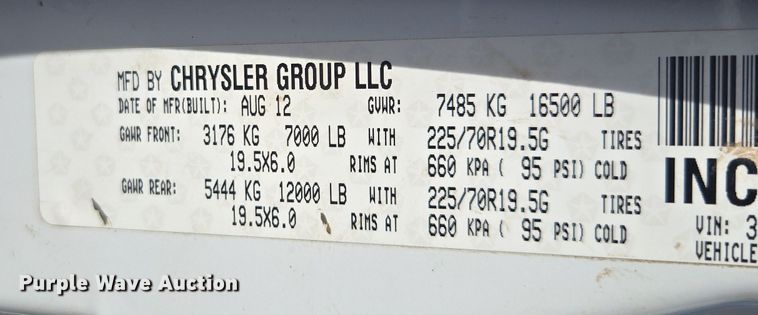 MFD BY CHRYSLER GROUP LLC
DATE OF MFR(BUILT): AUG 12 GVWR: 7485 KG 16500 LB
GAWR FRONT: 3176 KG 7000 LB WITH 225/70R19.5G TIRES
19.5X6.0 RIMS AT 660 KPA ( 95 PSI) COLD
GAWR REAR: 5444 KG 12000 LB WITH 225/70R19.5G TIRES
19.5X6.0 RIMS AT 660 KPA ( 95 PSI) COLD
INC
VIN: 3
VEHICLE
Purple Wave Auction